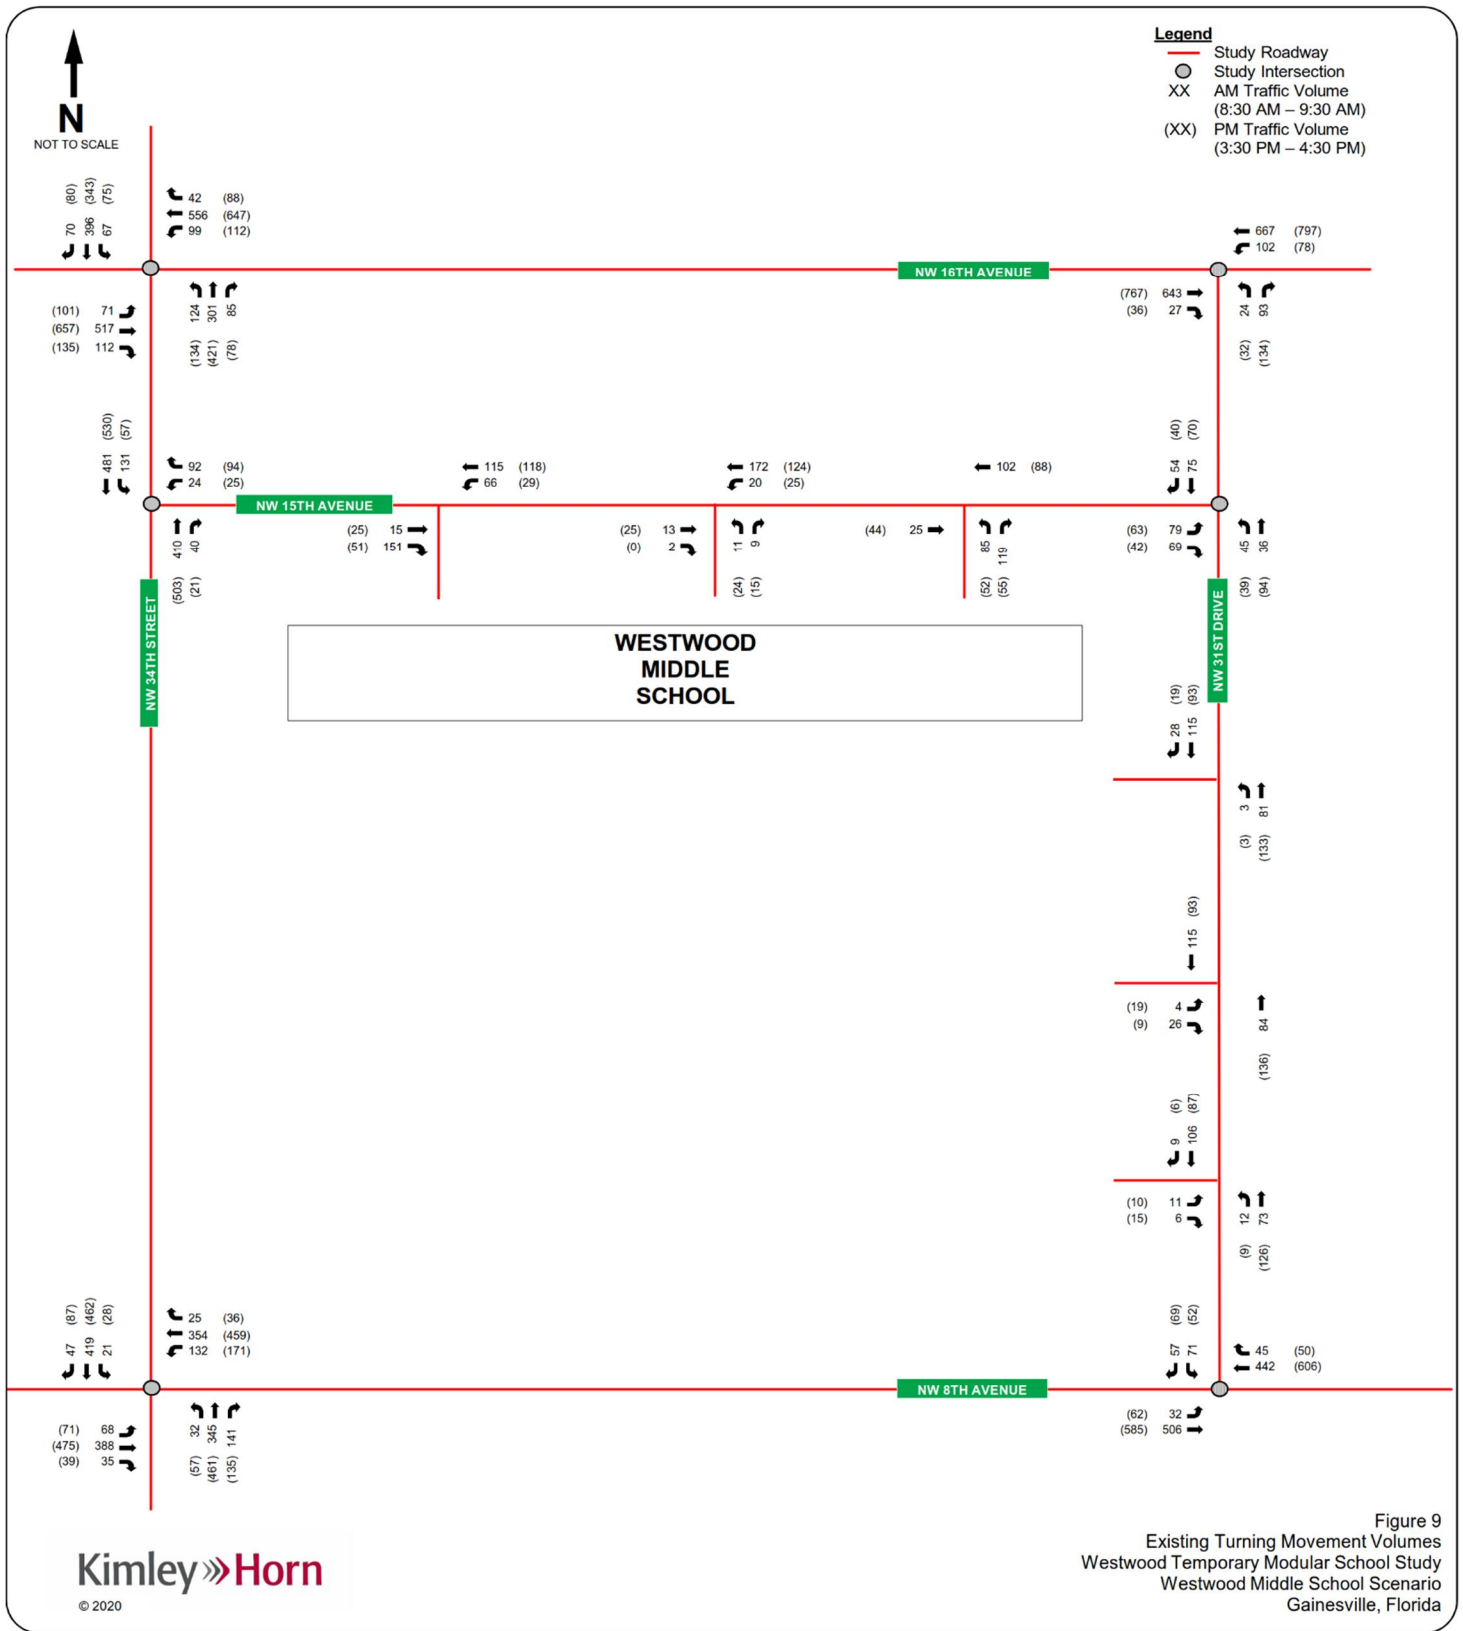 Legend
Study Roadway
Study Intersection
XX AM Traffic Volume
(8:30 AM – 9:30 AM)
(XX) PM Traffic Volume
(3:30 PM – 4:30 PM)
N
NOT TO SCALE
(80) (343) (75)
70 396 67
42 (88)
556 (647)
99 (112)
NW 16TH AVENUE
667 (797)
102 (78)
(101) 71
(657) 517
(135) 112
124 301 85
(134) (421) (78)
(767) 643
(36) 27
24 93
(32) (134)
(530) (57)
481 131
92 (94)
24 (25)
NW 15TH AVENUE
115 (118)
66 (29)
172 (124)
20 (25)
102 (88)
(40) (70)
54 75
410 40
(503) (21)
(25) 15
(51) 151
(25) 13
(0) 2
11 9
(24) (15)
(44) 25
85 119
(52) (55)
(63) 79
(42) 69
45 36
(39) (94)
NW 34TH STREET
WESTWOOD
MIDDLE
SCHOOL
NW 31ST DRIVE
(19) (93)
28 115
3 81
(3) (133)
(93)
115
(19) 4
(9) 26
84
(136)
(6) (87)
9 106
(10) 11
(15) 6
12 73
(9) (126)
(87) (462) (28)
47 419 21
25 (36)
354 (459)
132 (171)
(69) (52)
57 71
45 (50)
442 (606)
NW 8TH AVENUE
(71) 68
(475) 388
(39) 35
32 345 141
(57) (461) (135)
(62) 32
(585) 506
Kimley»Horn
© 2020
Figure 9
Existing Turning Movement Volumes
Westwood Temporary Modular School Study
Westwood Middle School Scenario
Gainesville, Florida